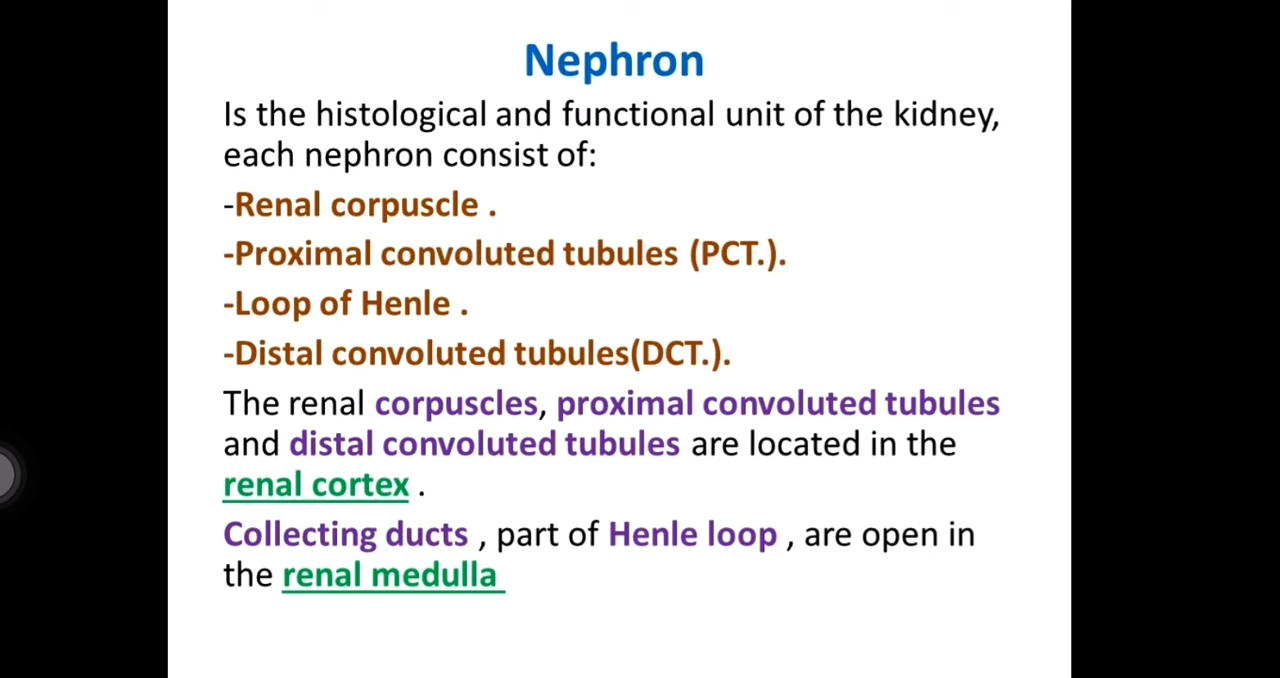 Nephron
Is the histological and functional unit of the kidney,
each nephron consist of:
-Renal corpuscle .
-Proximal convoluted tubules (PCT.).
-Loop of Henle .
-Distal convoluted tubules(DCT.).
The renal corpuscles, proximal convoluted tubules
and distal convoluted tubules are located in the
renal cortex .
Collecting ducts , part of Henle loop , are open in
the renal medulla